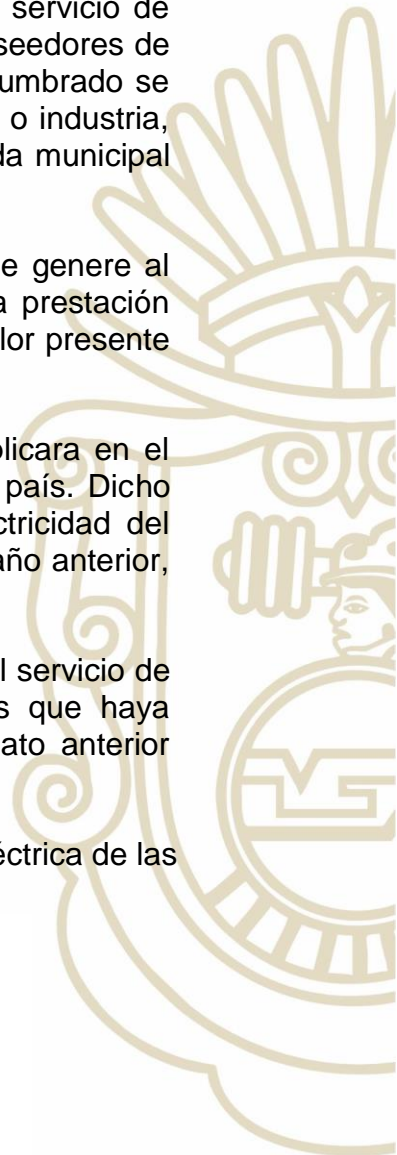 servicio de
seedores de
umbrado se
o industria,
da municipal
e genere al
a prestación
lor presente
plicara en el
país. Dicho
ctricidad del
año anterior,
l servicio de
s que haya
ato anterior
éctrica de las